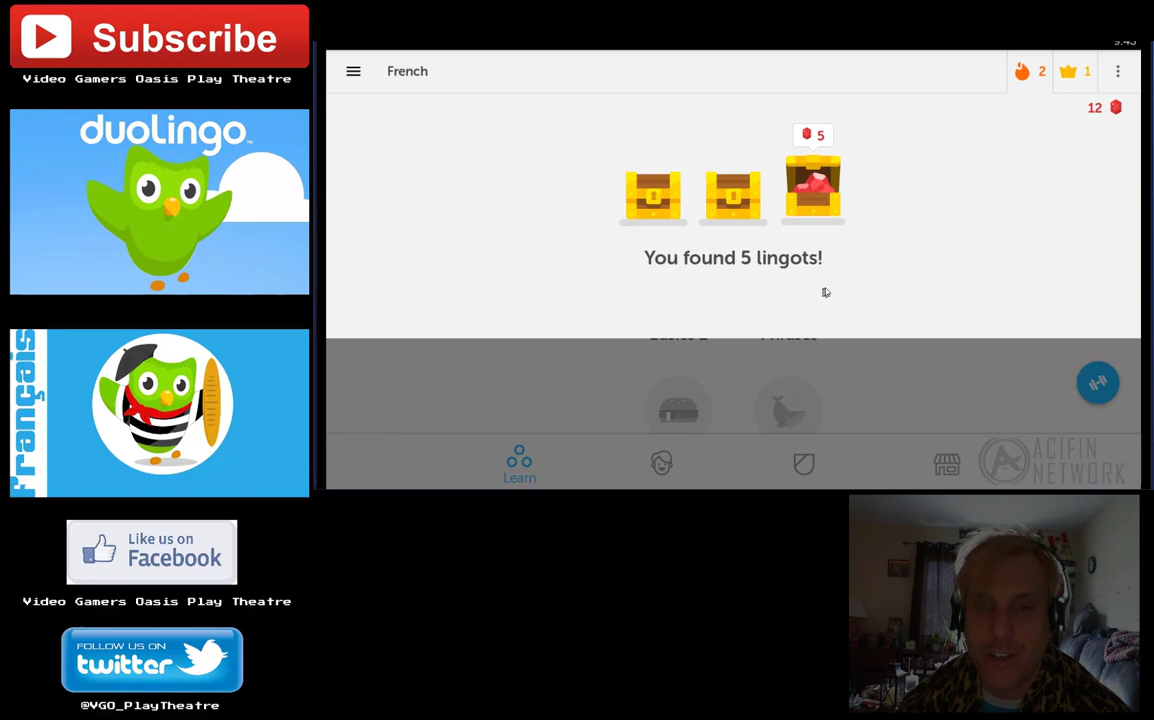 Subscribe
Video Gamers Oasis Play Theatre
duolingo
Français
Like us on
Facebook
Video Gamers Oasis Play Theatre
FOLLOW US ON
twitter
@VGO_PlayTheatre
French
2
1
12
5
You found 5 lingots!
Learn
ACIFIN
NETWORK